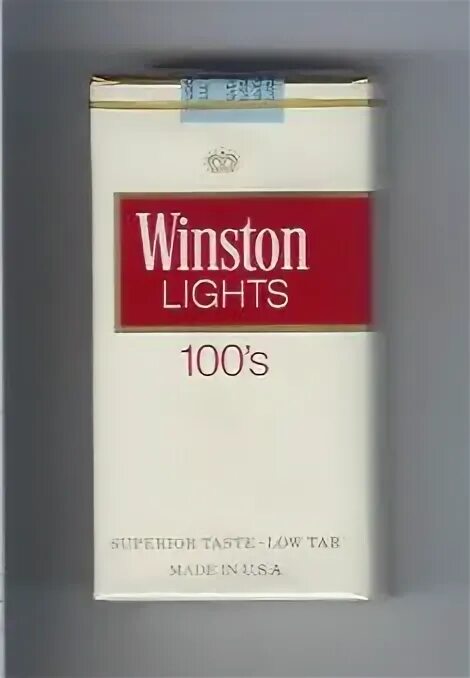 Winston
LIGHTS
100's
SUPERIOR TASTE - LOW TAR
MADE IN U.S.A